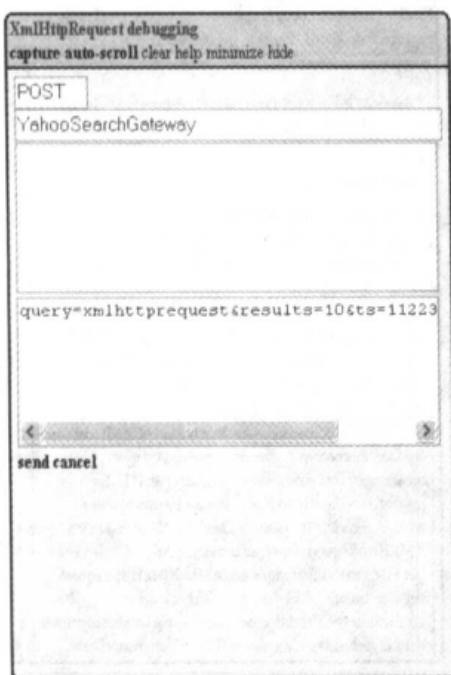 XmlHttpRequest debugging
capture auto-scroll clear help minimize hide
POST
YahooSearchGateway
query=xmlhttprequest&results=10&ts=11223
send cancel